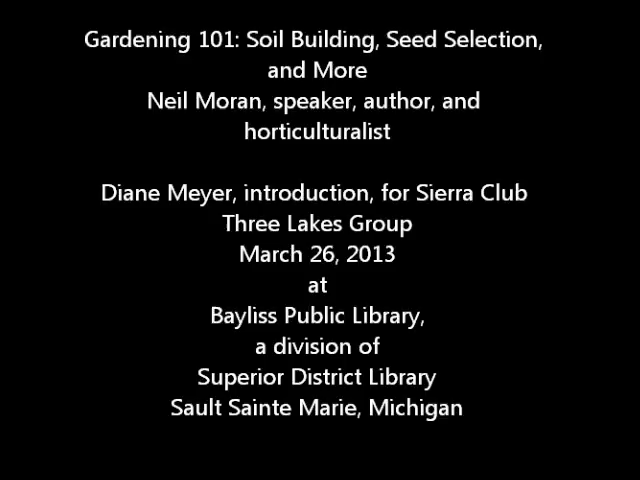 Gardening 101: Soil Building, Seed Selection,
and More
Neil Moran, speaker, author, and
horticulturalist
Diane Meyer, introduction, for Sierra Club
Three Lakes Group
March 26, 2013
at
Bayliss Public Library,
a division of
Superior District Library
Sault Sainte Marie, Michigan